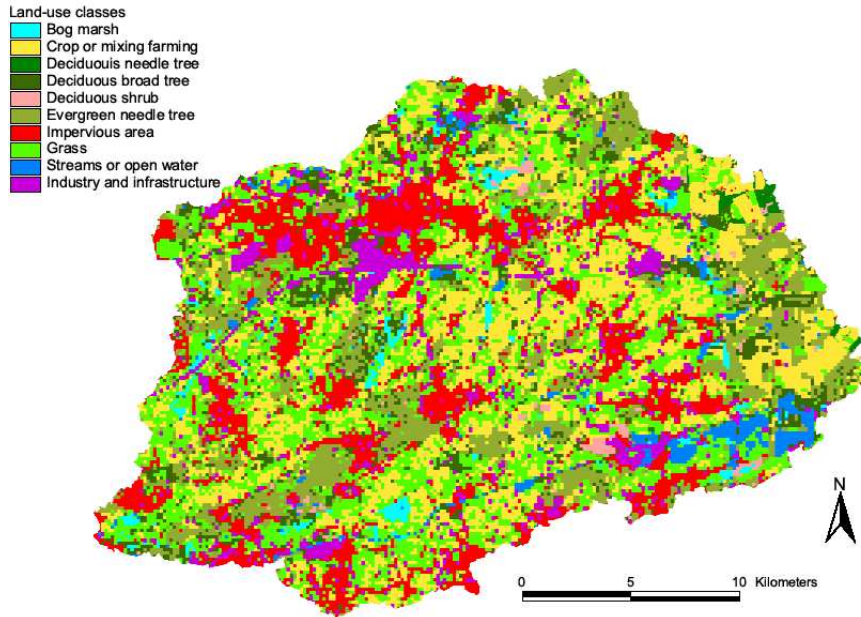 Land-use classes
Bog marsh
Crop or mixing farming
Deciduouis needle tree
Deciduous broad tree
Deciduous shrub
Evergreen needle tree
Impervious area
Grass
Streams or open water
Industry and infrastructure
N
0 5 10 Kilometers